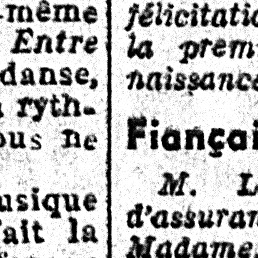 -même
Entre
danse,
ryth-
ous ne
usique
ait la
félicitatio
la prem
naissance
Fiançai
M. L
d'assuran
Madame